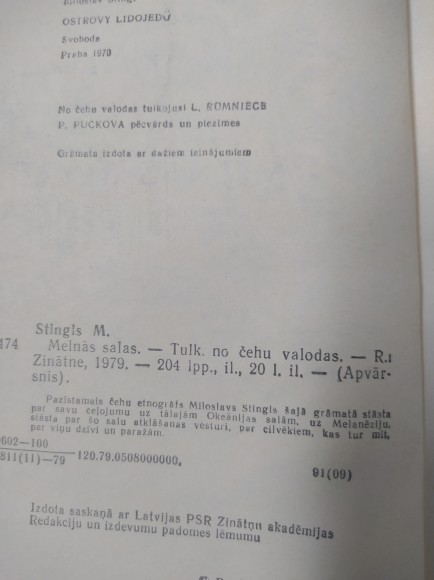 OSTROVY LIDOJEDŮ
Svoboda
Praha 1970
No čehu valodas tulkojusi L. ROMNIECE
P. PUČKOVA pēcvārds un piezīmes
Grāmata izdota ar dažiem īsinājumiem
Stingls M.
474 Melnās salas. — Tulk. no čehu valodas. — R.:
Zinātne, 1979. — 204 lpp., il., 20 l. il. — (Apvār-
snis).
Pazīstamais čehu etnogrāfs Miloslavs Stingls šajā grāmatā stāsta
par savu ceļojumu uz tālajām Okeānijas salām, uz Melanēziju,
stāsta par šo salu atklāšanas vēsturi, par cilvēkiem, kas tur mīt,
par viņu dzīvi un paražām.
0602—100
811(11)—79 120.79.0508000000.
91(09)
Izdota saskaņā ar Latvijas PSR Zinātņu akadēmijas
Redakciju un izdevumu padomes lēmumu